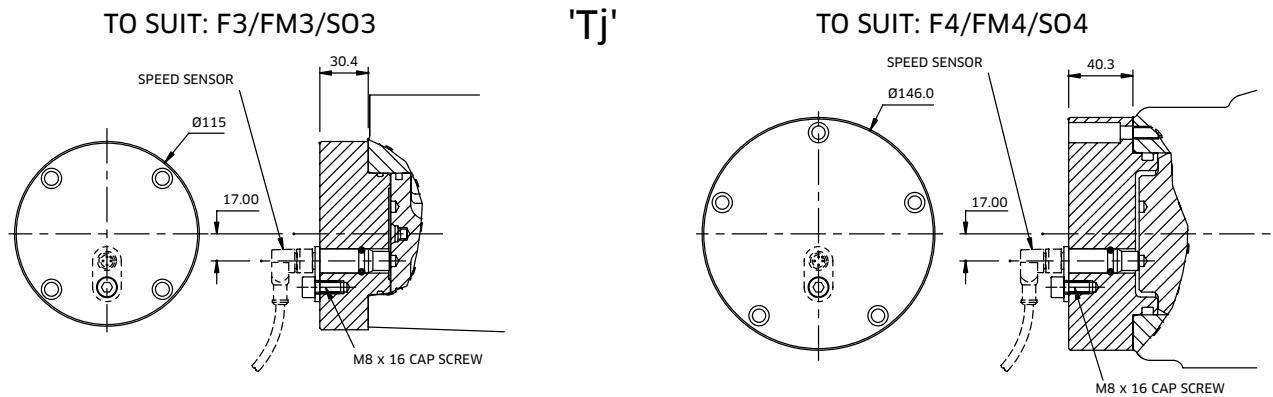 TO SUIT: F3/FM3/SO3
'Tj'
TO SUIT: F4/FM4/SO4
30.4
SPEED SENSOR
Ø115
17.00
M8 x 16 CAP SCREW
40.3
SPEED SENSOR
Ø146.0
17.00
M8 x 16 CAP SCREW